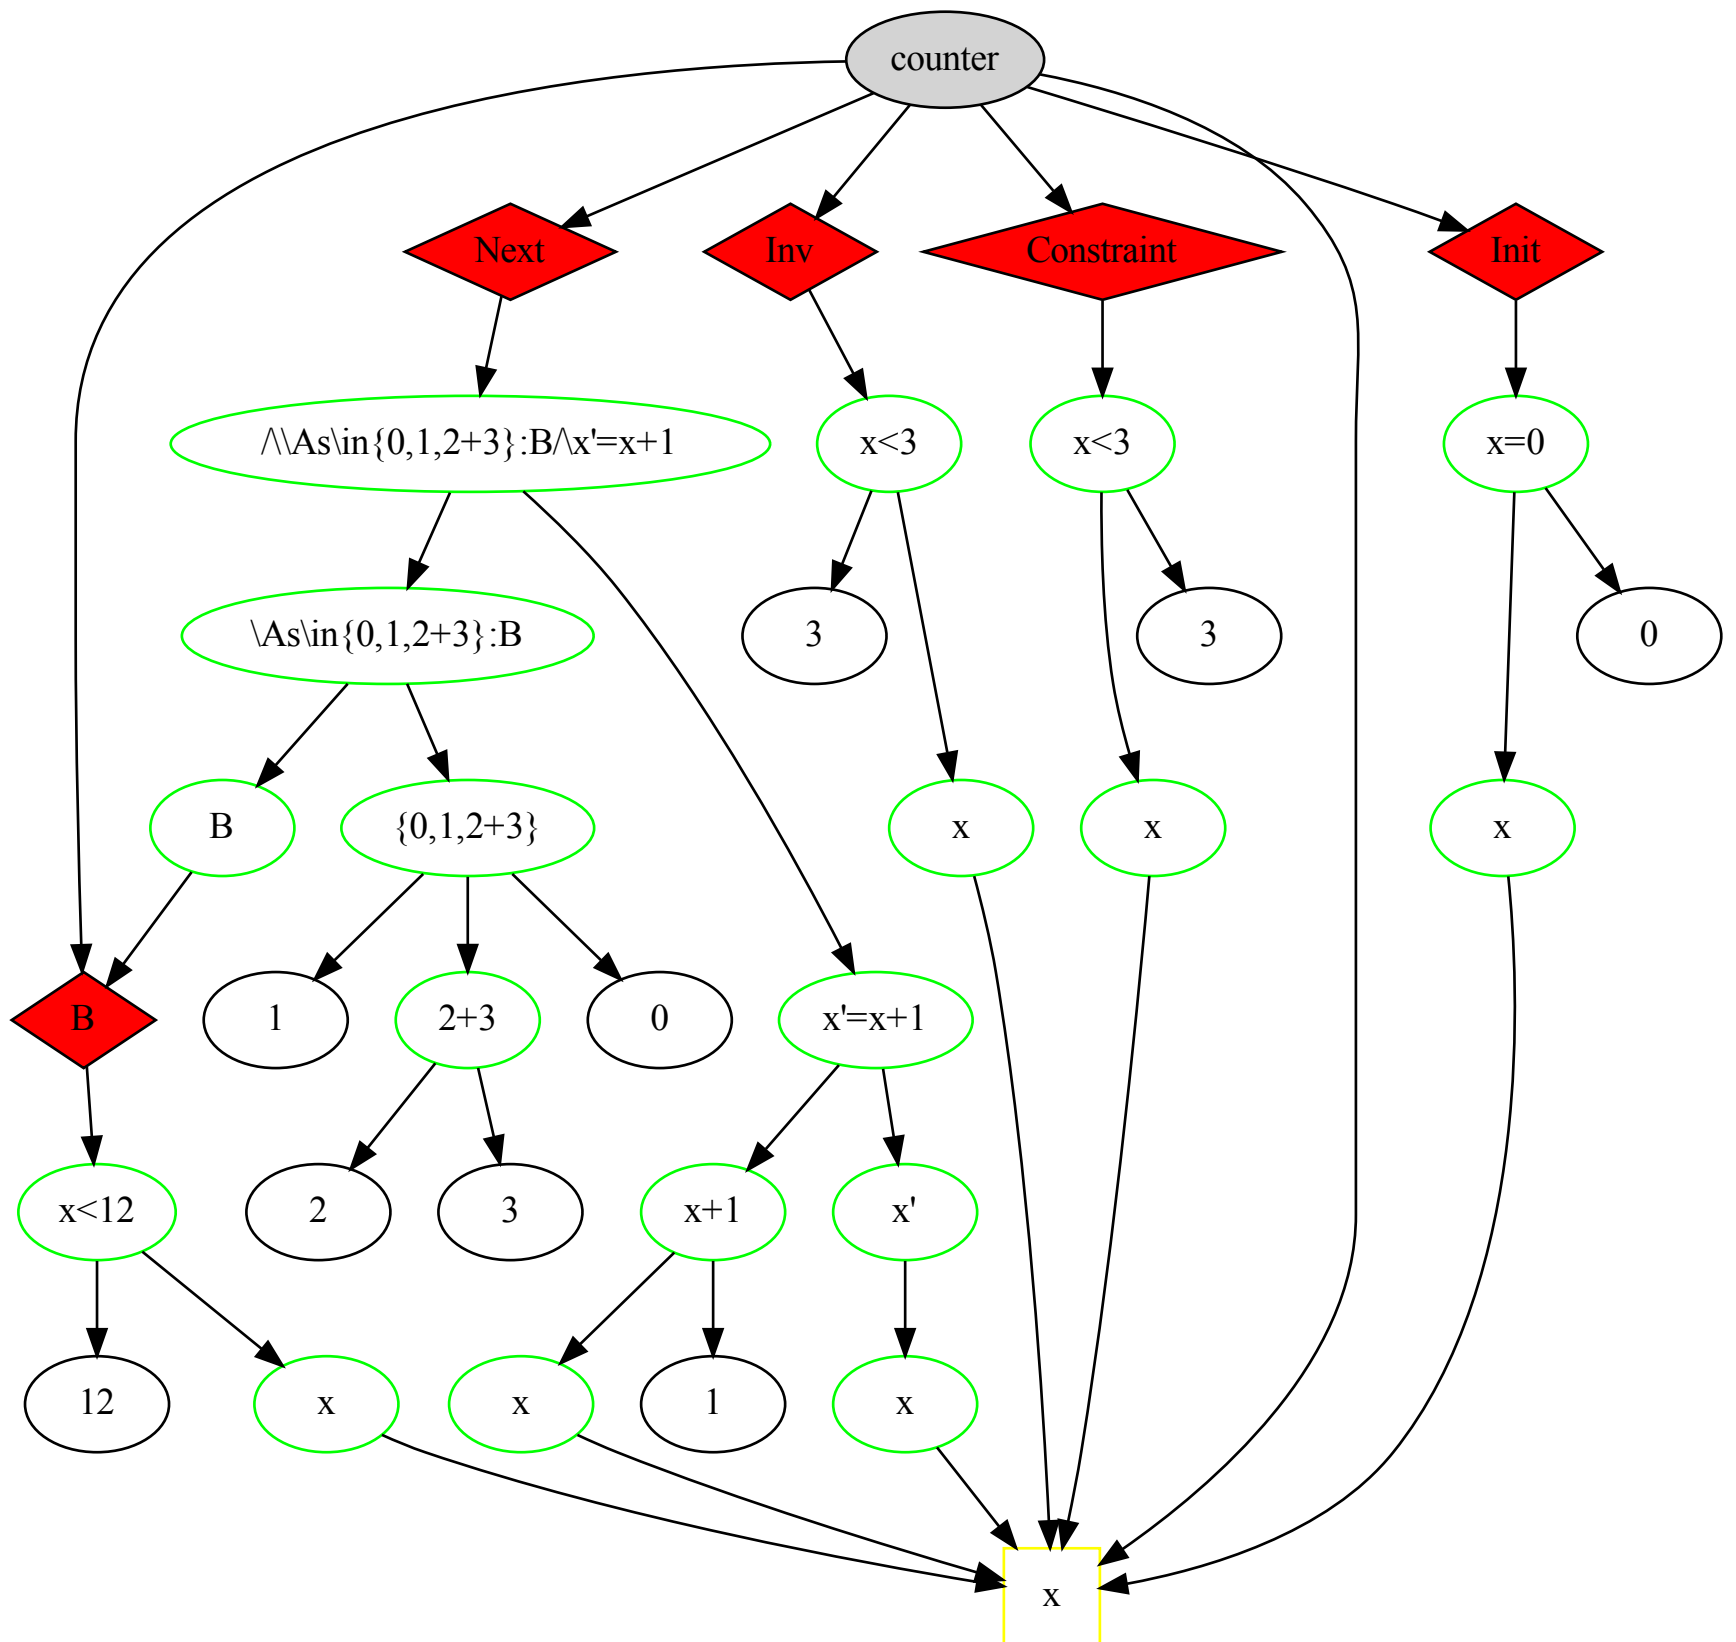 counter
Next
Inv
Constraint
Init
/\\As\in{0,1,2+3}:B/\x'=x+1
x<3
x<3
x=0
\As\in{0,1,2+3}:B
3
3
0
B
{0,1,2+3}
x
x
x
B
1
2+3
0
x'=x+1
x<12
2
3
x+1
x'
12
x
x
1
x
x